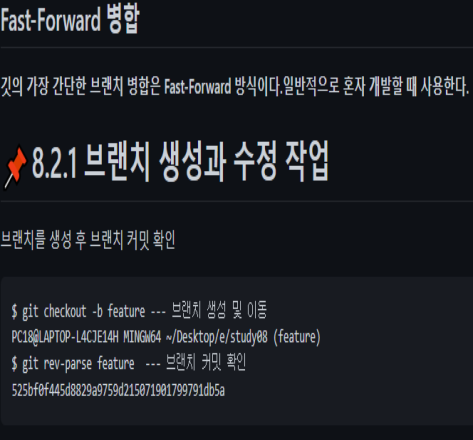 Fast-Forward 병합
깃의 가장 간단한 브랜치 병합은 Fast-Forward 방식이다.일반적으로 혼자 개발할 때 사용한다.
8.2.1 브랜치 생성과 수정 작업
브랜치를 생성 후 브랜치 커밋 확인
$ git checkout -b feature --- 브랜치 생성 및 이동
PC18@LAPTOP-L4CJE14H MINGW64 ~/Desktop/e/study08 (feature)
$ git rev-parse feature  --- 브랜치 커밋 확인
525bf0f445d8829a9759d215071901799791db5a